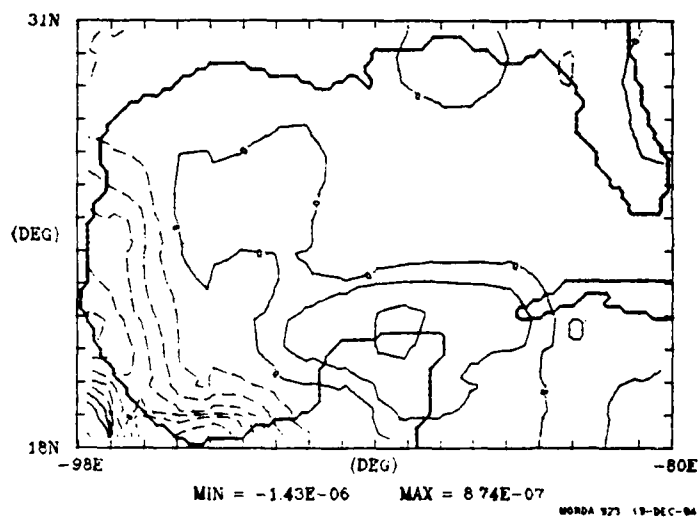 31N
(DEG)
18N
-98E (DEG) -80E
MIN = -1.43E-06 MAX = 8.74E-07